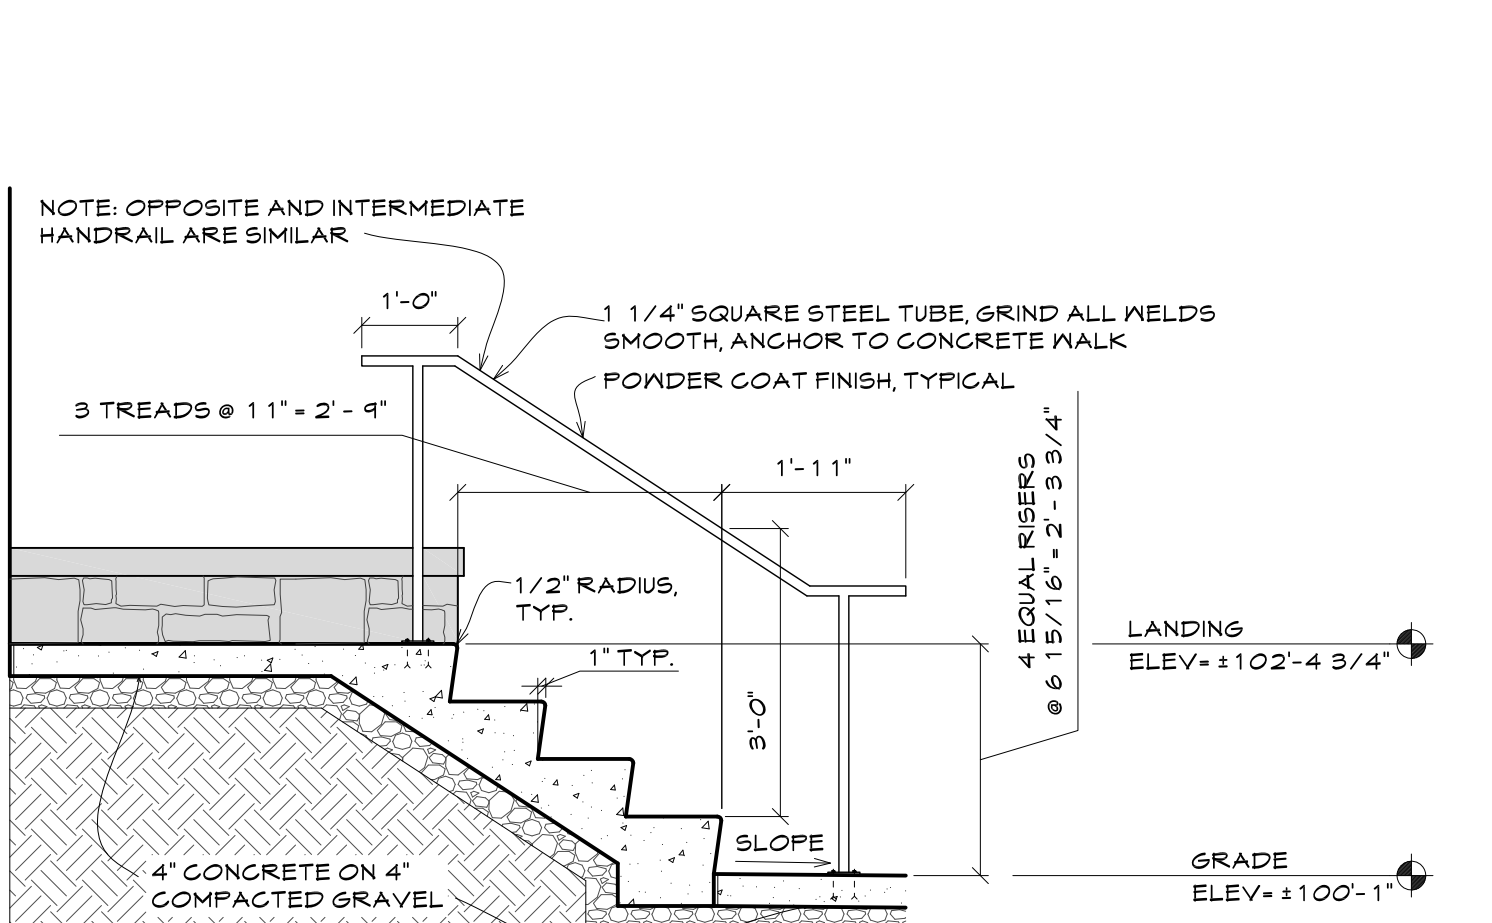 NOTE: OPPOSITE AND INTERMEDIATE
HANDRAIL ARE SIMILAR
1'-0"
1 1/4" SQUARE STEEL TUBE, GRIND ALL WELDS
SMOOTH, ANCHOR TO CONCRETE WALK
POWDER COAT FINISH, TYPICAL
3 TREADS @ 11" = 2' - 9"
1'-11"
4 EQUAL RISERS
@ 6 15/16" = 2' - 3 3/4"
1/2" RADIUS,
TYP.
LANDING
ELEV= ±102'-4 3/4"
1" TYP.
3'-0"
SLOPE
4" CONCRETE ON 4"
COMPACTED GRAVEL
GRADE
ELEV= ±100'-1"